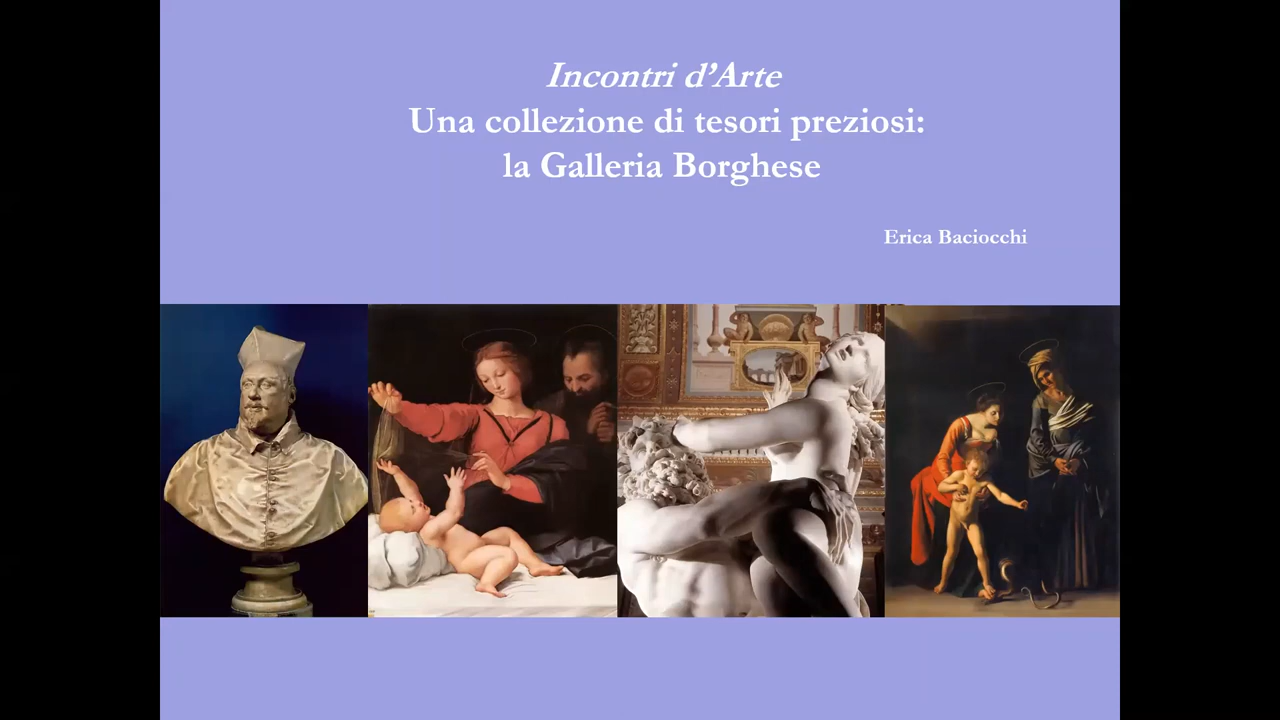 Incontri d’Arte
Una collezione di tesori preziosi:
la Galleria Borghese
Erica Baciocchi